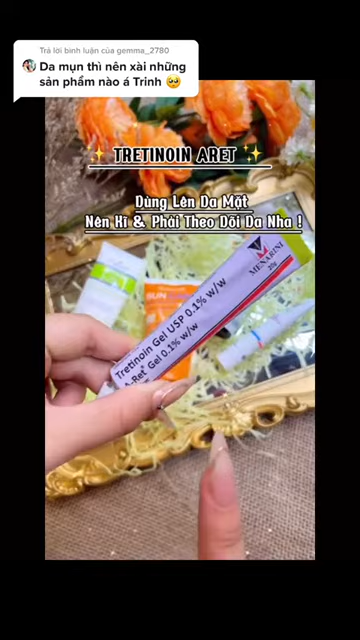 Trả lời bình luận của gemma_2780
Da mụn thì nên xài những
sản phẩm nào á Trinh 🥺
✨ TRETINOIN ARET ✨
Dùng Lên Da Mặt
Nên Kĩ & Phải Theo Dõi Da Nha !
MENARINI
20g
Tretinoin Gel USP 0.1% w/w
A-Ret® Gel 0.1% w/w
SUN